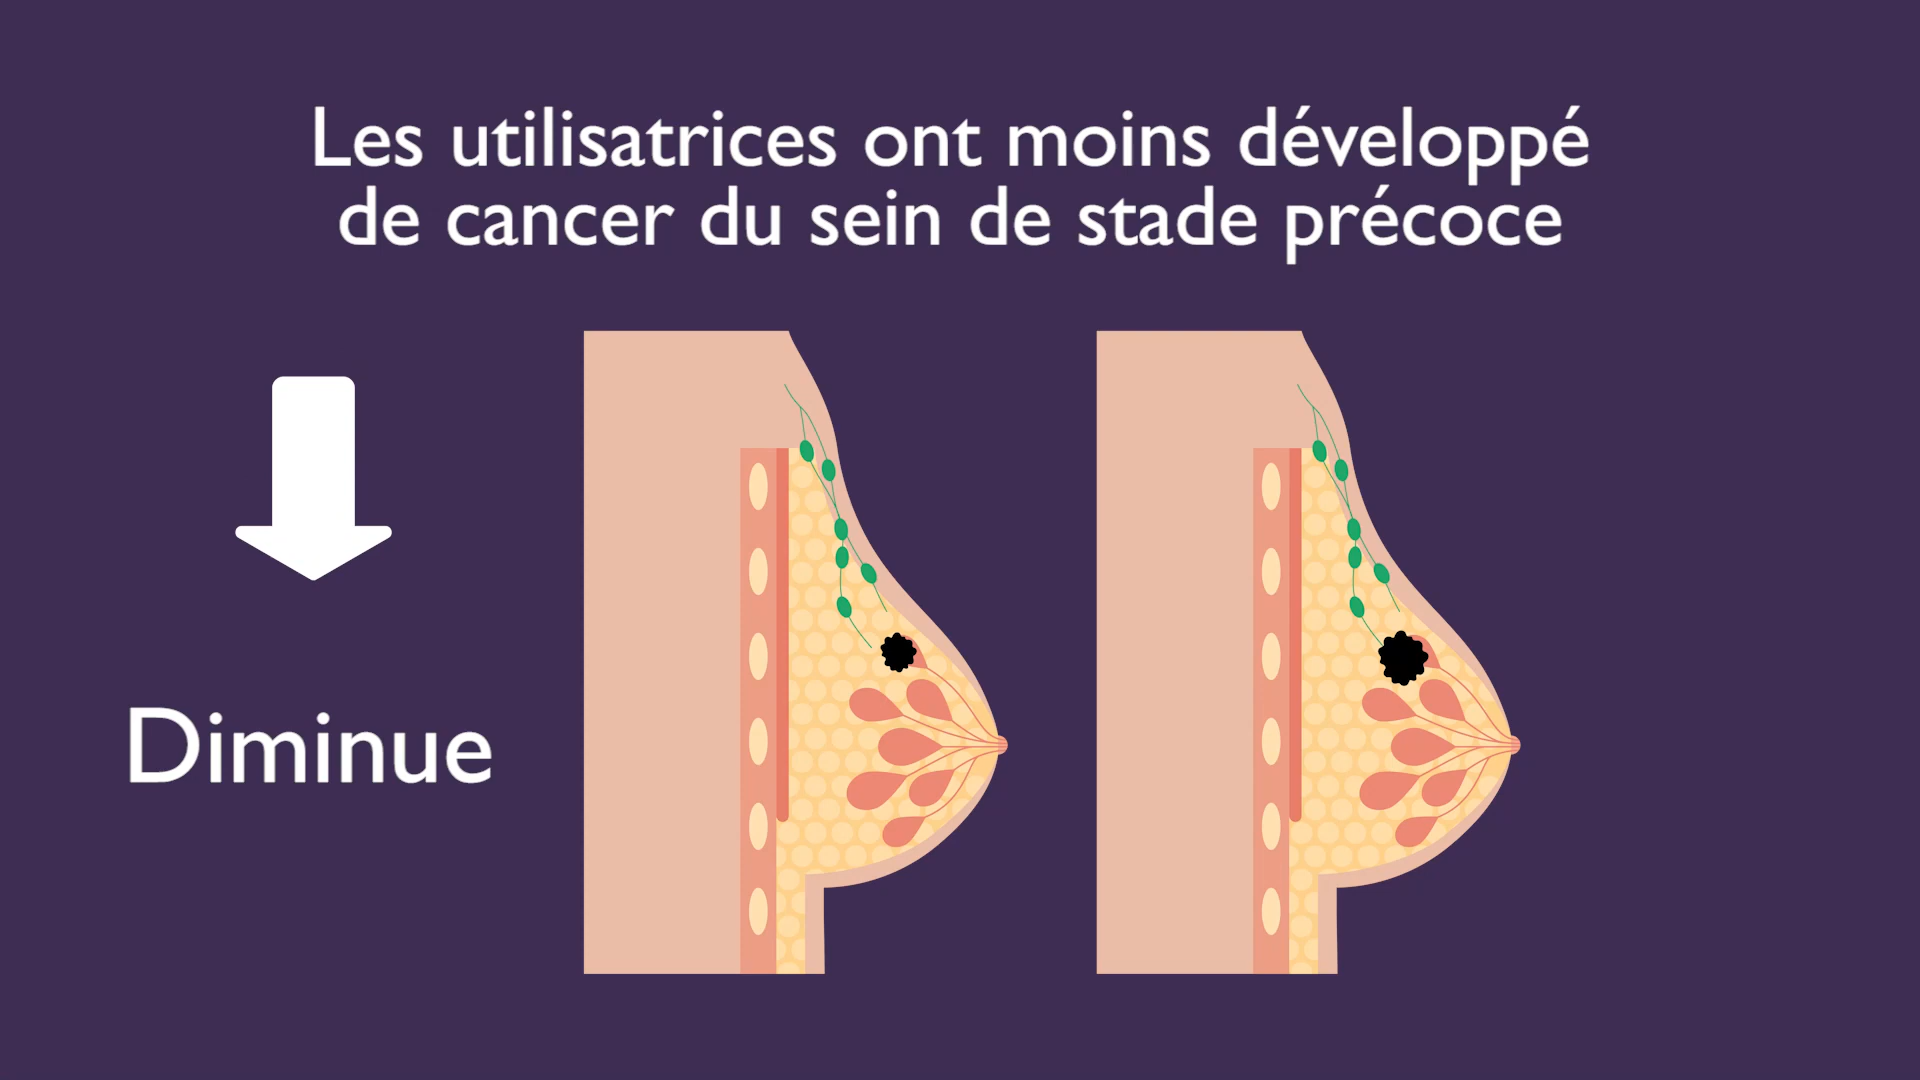 Les utilisatrices ont moins développé
de cancer du sein de stade précoce
Diminue